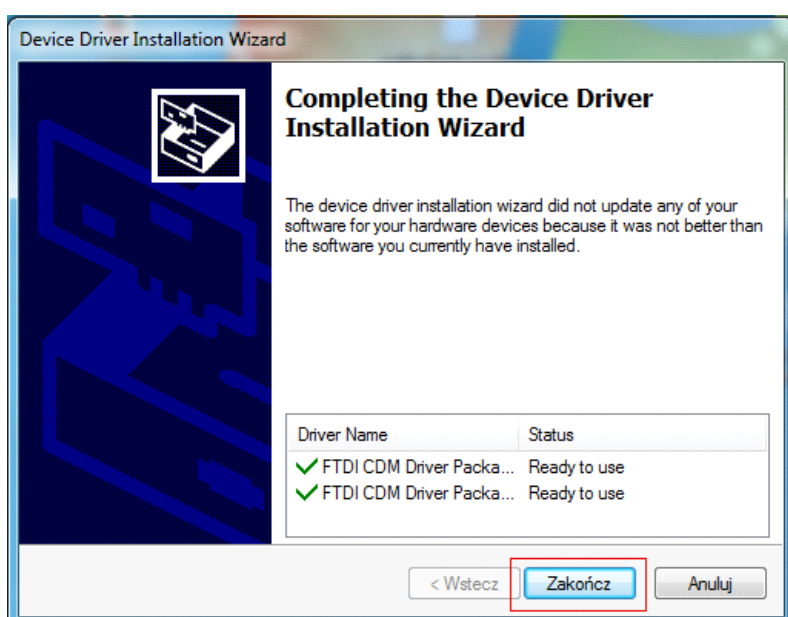 Device Driver Installation Wizard
Completing the Device Driver
Installation Wizard
The device driver installation wizard did not update any of your
software for your hardware devices because it was not better than
the software you currently have installed.
Driver Name Status
FTDI CDM Driver Packa... Ready to use
FTDI CDM Driver Packa... Ready to use
< Wstecz Zakończ Anuluj